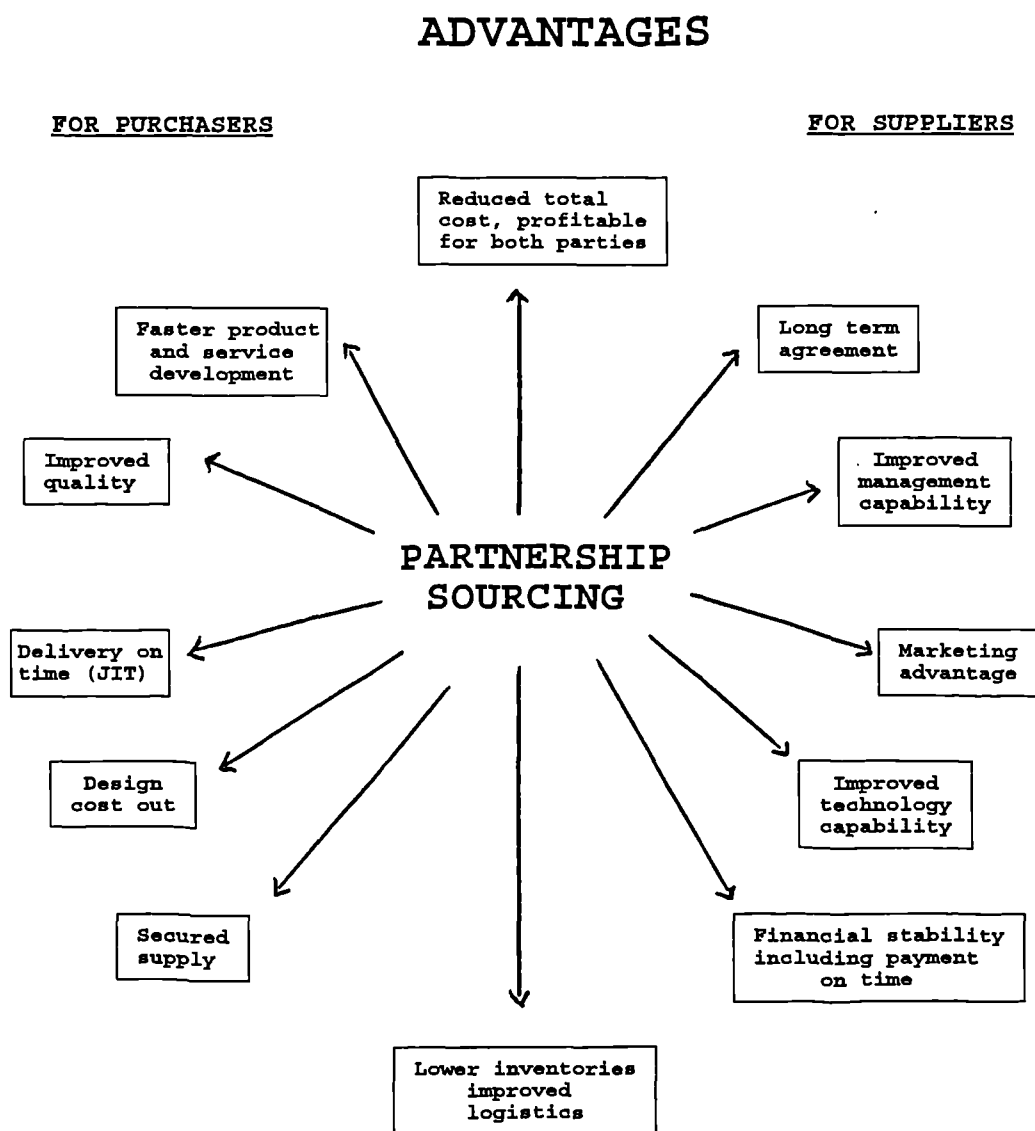 ADVANTAGES
FOR PURCHASERS
FOR SUPPLIERS
Reduced total
cost, profitable
for both parties
Faster product
and service
development
Long term
agreement
Improved
quality
Improved
management
capability
PARTNERSHIP
SOURCING
Delivery on
time (JIT)
Marketing
advantage
Design
cost out
Improved
technology
capability
Secured
supply
Financial stability
including payment
on time
Lower inventories
improved
logistics